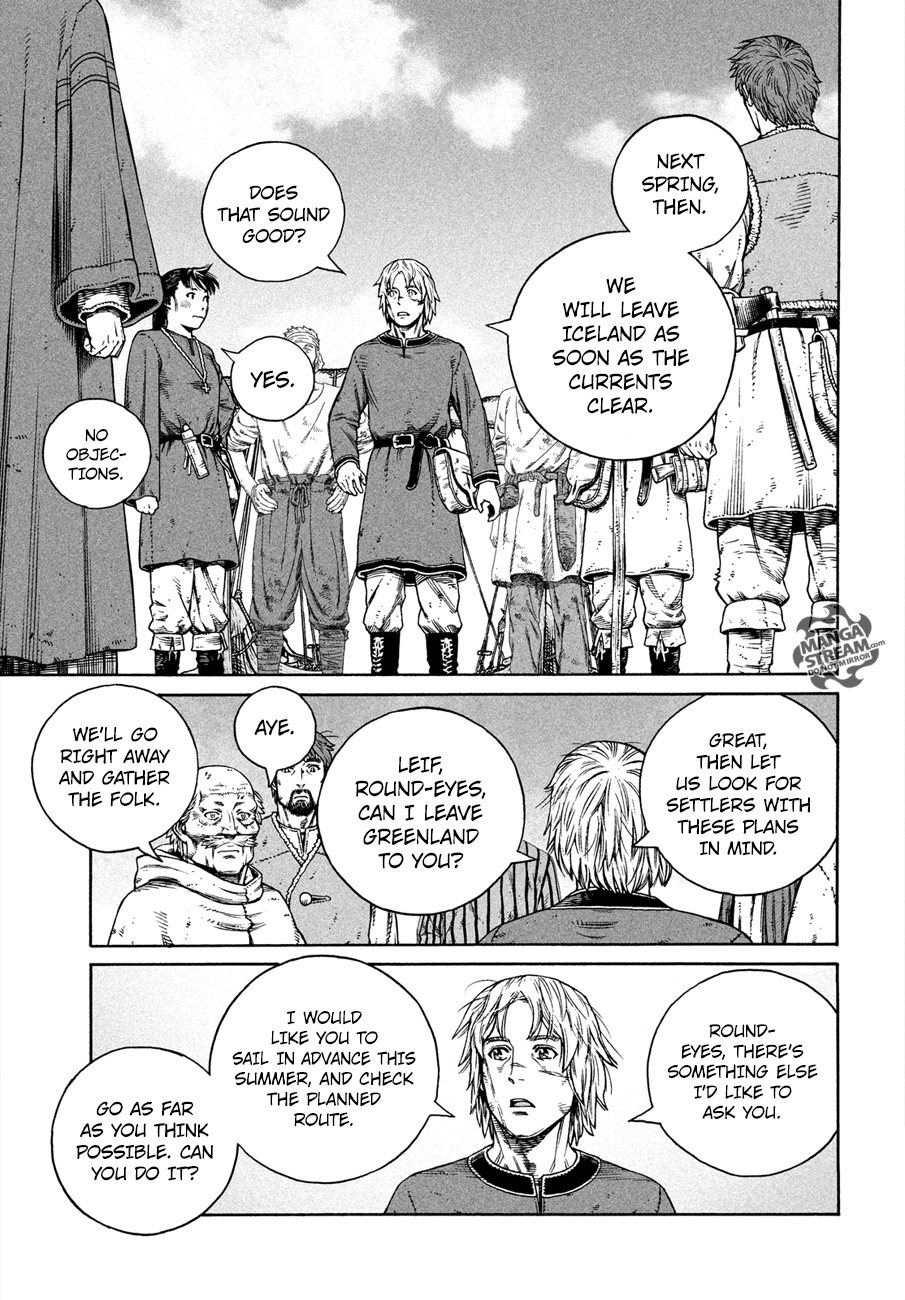 NEXT
SPRING,
THEN.
WE
WILL LEAVE
ICELAND AS
SOON AS THE
CURRENTS
CLEAR.
DOES
THAT SOUND
GOOD?
YES.
NO
OBJEC-
TIONS.
MANGA
STREAM.com
DO NOT MIRROR!
GREAT,
THEN LET
US LOOK FOR
SETTLERS WITH
THESE PLANS
IN MIND.
LEIF,
ROUND-EYES,
CAN I LEAVE
GREENLAND
TO YOU?
AYE.
WE'LL GO
RIGHT AWAY
AND GATHER
THE FOLK.
ROUND-
EYES, THERE'S
SOMETHING ELSE
I'D LIKE TO
ASK YOU.
I WOULD
LIKE YOU TO
SAIL IN ADVANCE THIS
SUMMER, AND CHECK
THE PLANNED
ROUTE.
GO AS FAR
AS YOU THINK
POSSIBLE. CAN
YOU DO IT?